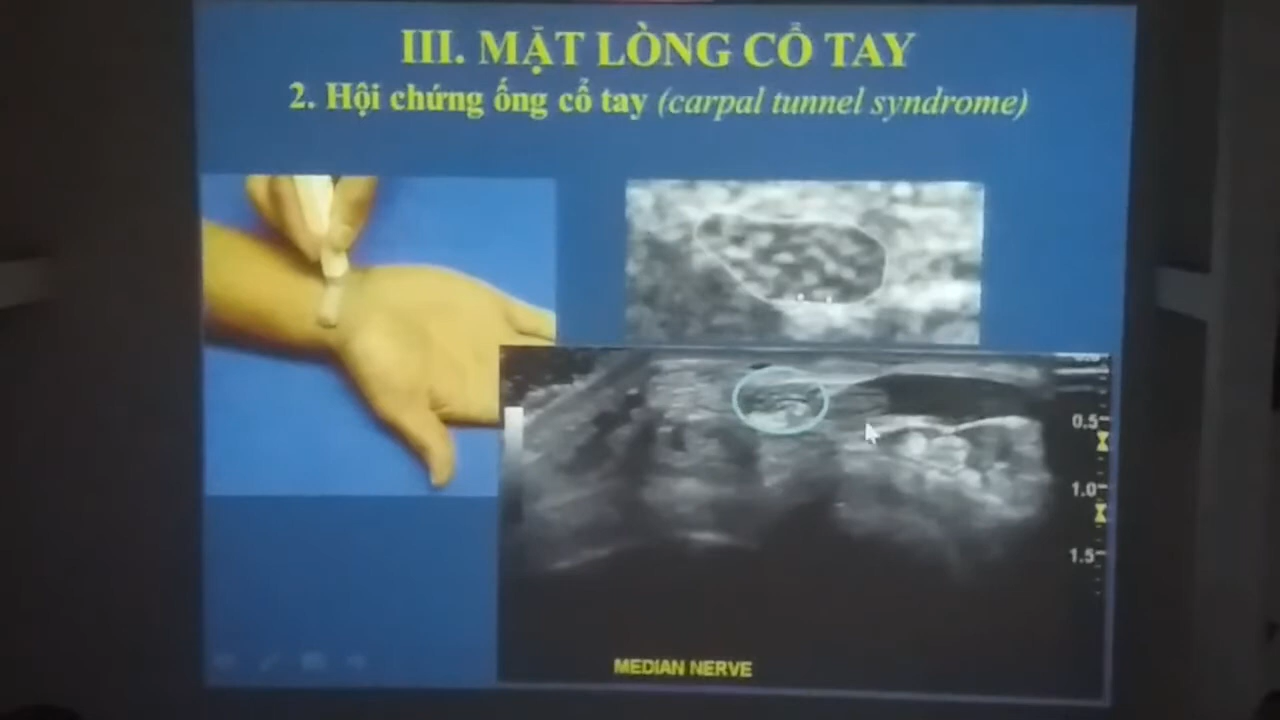 III. MẶT LÒNG CỔ TAY
2. Hội chứng ống cổ tay (carpal tunnel syndrome)
0.5
1.0
1.5
MEDIAN NERVE